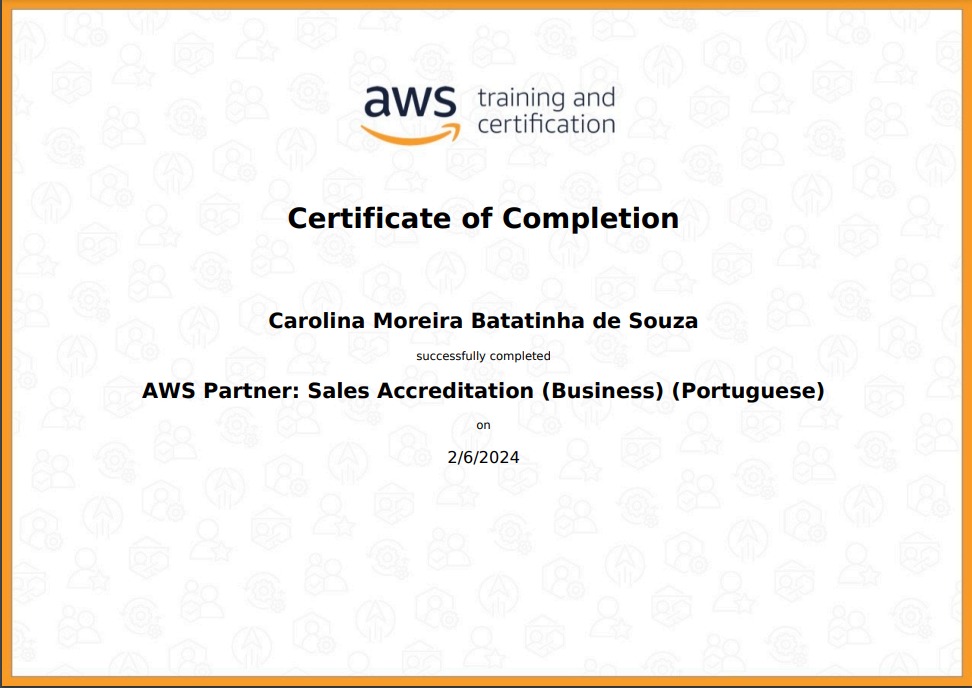 aws training and
certification
Certificate of Completion
Carolina Moreira Batatinha de Souza
successfully completed
AWS Partner: Sales Accreditation (Business) (Portuguese)
on
2/6/2024